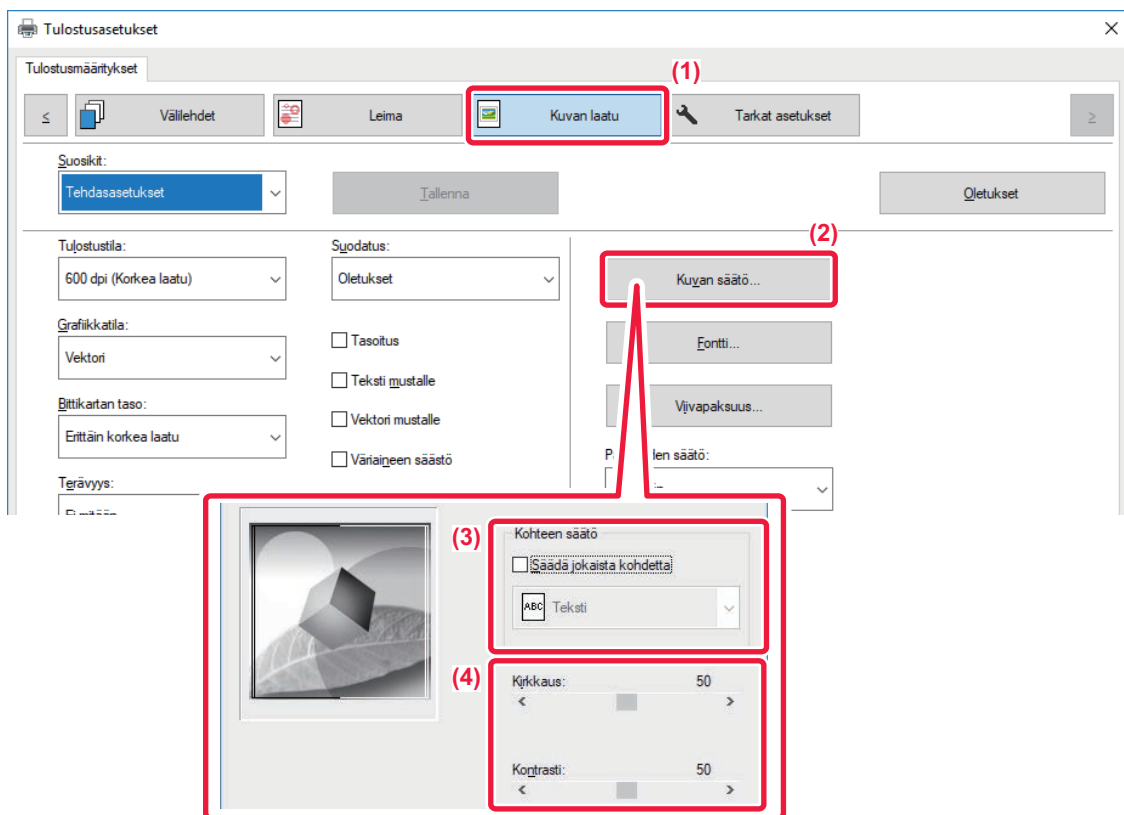 Tulostusasetukset
Tulostusmääritykset
(1)
≤ Välilehdet Leima Kuvan laatu Tarkat asetukset ≥
Suosikit:
Tehdasasetukset Tallenna Oletukset
(2)
Tulostustila: Suodatus:
600 dpi (Korkea laatu) Oletukset Kuvan säätö...
Grafiikkatila:
Vektori Tasoitus Fontti...
Teksti mustalle
Bittikartan taso:
Erittäin korkea laatu Vektori mustalle Viivapaksuus...
Väriaineen säästö säätö:
Terävyys:
(3) Kohteen säätö
Säädä jokaista kohdetta
ABC Teksti
(4) Kirkkaus: 50
< >
Kontrasti: 50
< >